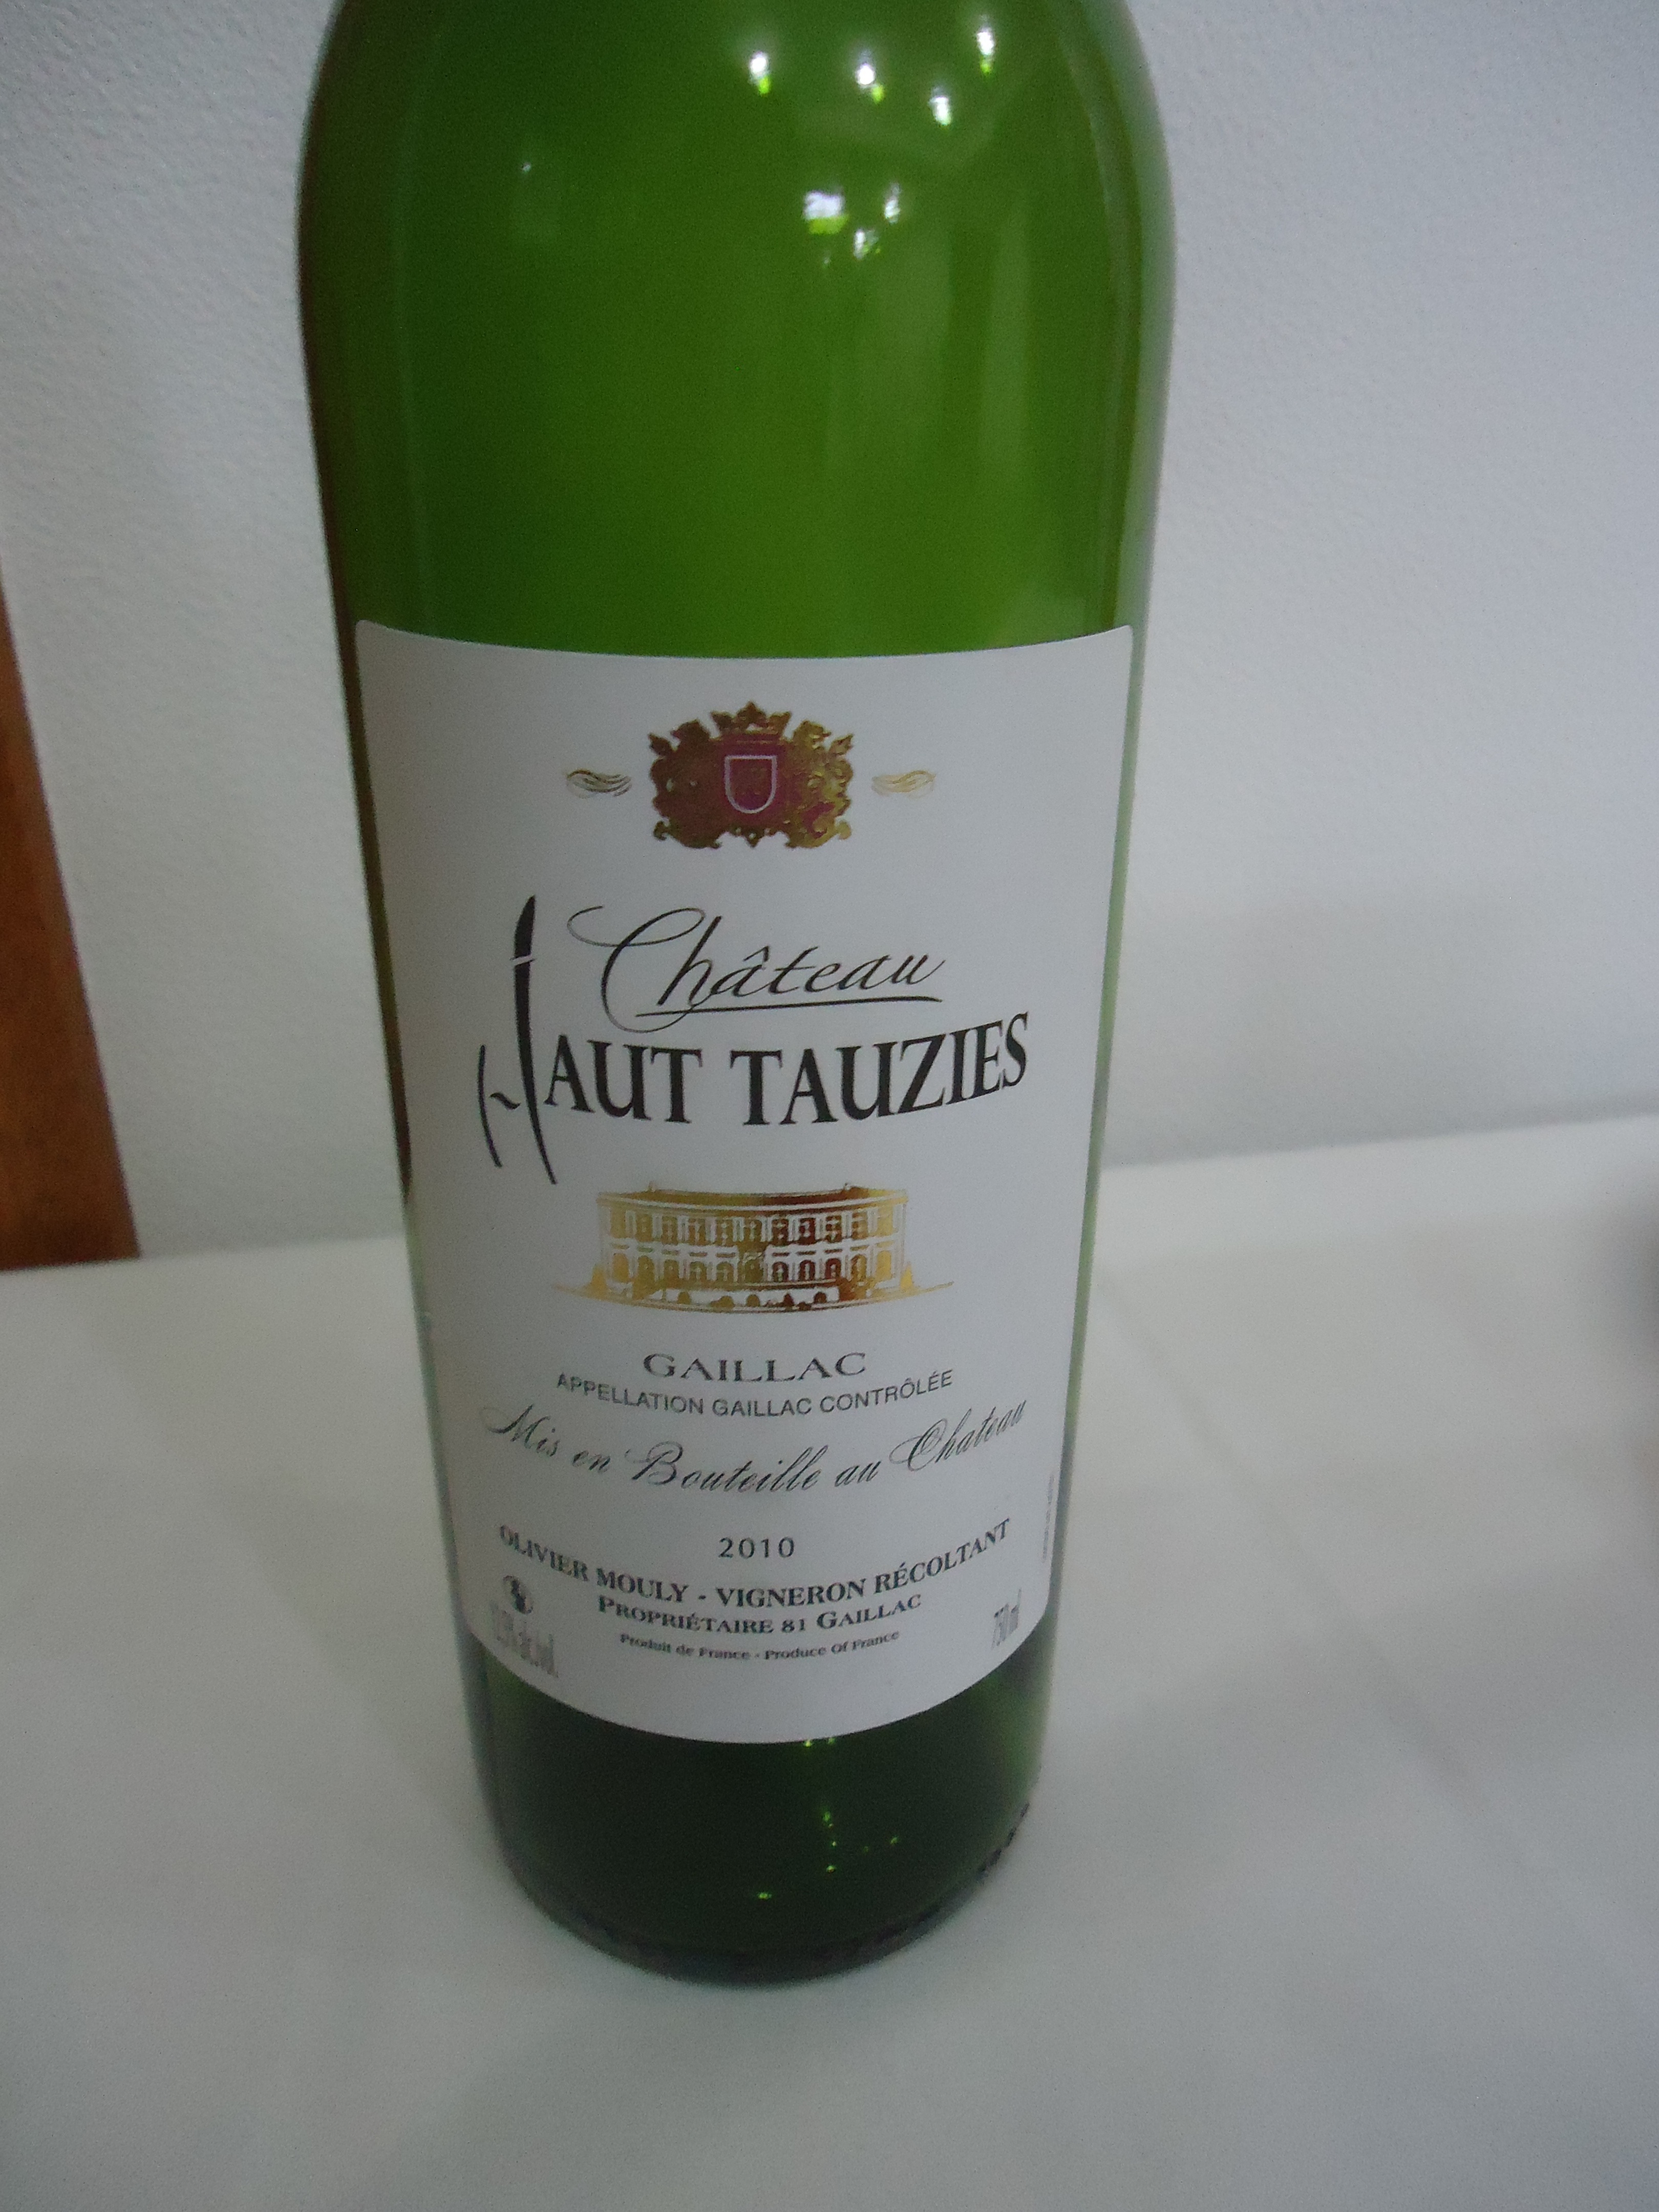 Château
HAUT TAUZIES
GAILLAC
APPELLATION GAILLAC CONTRÔLÉE
Mis en Bouteille au Chateau
2010
OLIVIER MOULY - VIGNERON RÉCOLTANT
PROPRIÉTAIRE 81 GAILLAC
Produit de France - Produce Of France
750 ml